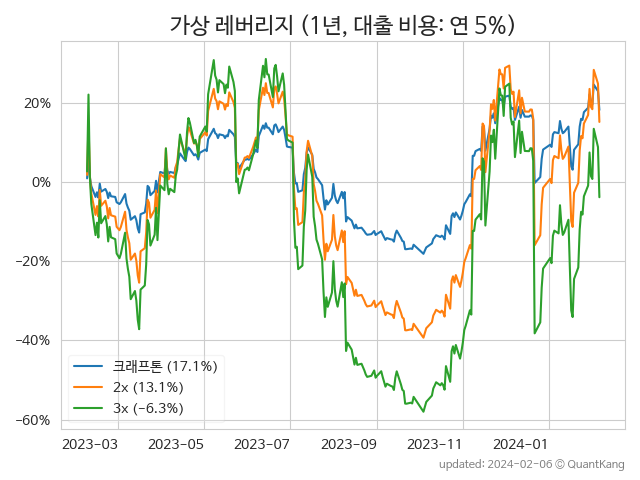 가상 레버리지 (1년, 대출 비용: 연 5%)
20%
0%
−20%
−40%
−60%
크래프톤 (17.1%)
2x (13.1%)
3x (−6.3%)
2023-03 2023-05 2023-07 2023-09 2023-11 2024-01
updated: 2024-02-06 ⓒ QuantKang